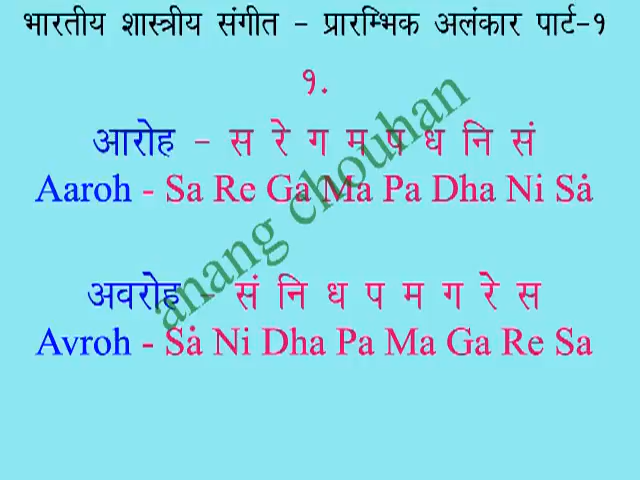 भारतीय शास्त्रीय संगीत - प्रारम्भिक अलंकार पार्ट-१
१.
आरोह - स रे ग म प ध नि सं
Aaroh - Sa Re Ga Ma Pa Dha Ni Sȧ
अवरोह - सं नि ध प म ग रे स
Avroh - Sȧ Ni Dha Pa Ma Ga Re Sa
anang chouhan